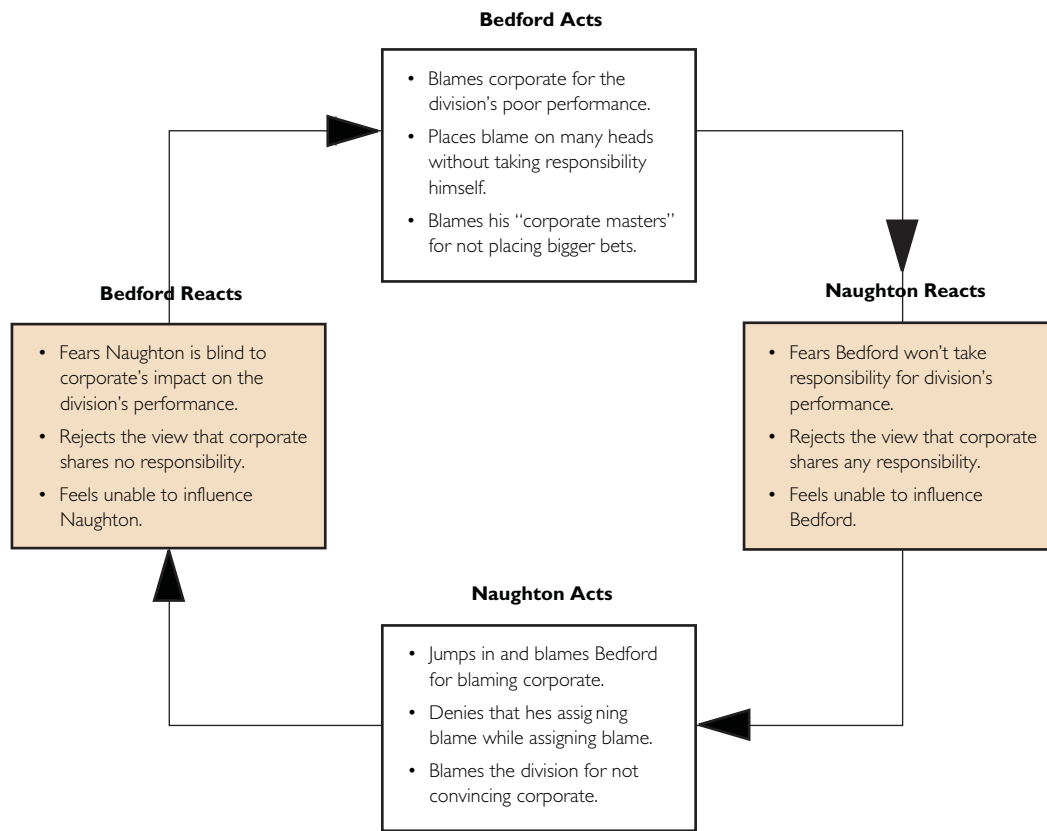 Bedford Acts
• Blames corporate for the
division’s poor performance.
• Places blame on many heads
without taking responsibility
himself.
• Blames his “corporate masters”
for not placing bigger bets.
Bedford Reacts
• Fears Naughton is blind to
corporate’s impact on the
division’s performance.
• Rejects the view that corporate
shares no responsibility.
• Feels unable to influence
Naughton.
Naughton Reacts
• Fears Bedford won’t take
responsibility for division’s
performance.
• Rejects the view that corporate
shares any responsibility.
• Feels unable to influence
Bedford.
Naughton Acts
• Jumps in and blames Bedford
for blaming corporate.
• Denies that hes assig ning
blame while assigning blame.
• Blames the division for not
convincing corporate.